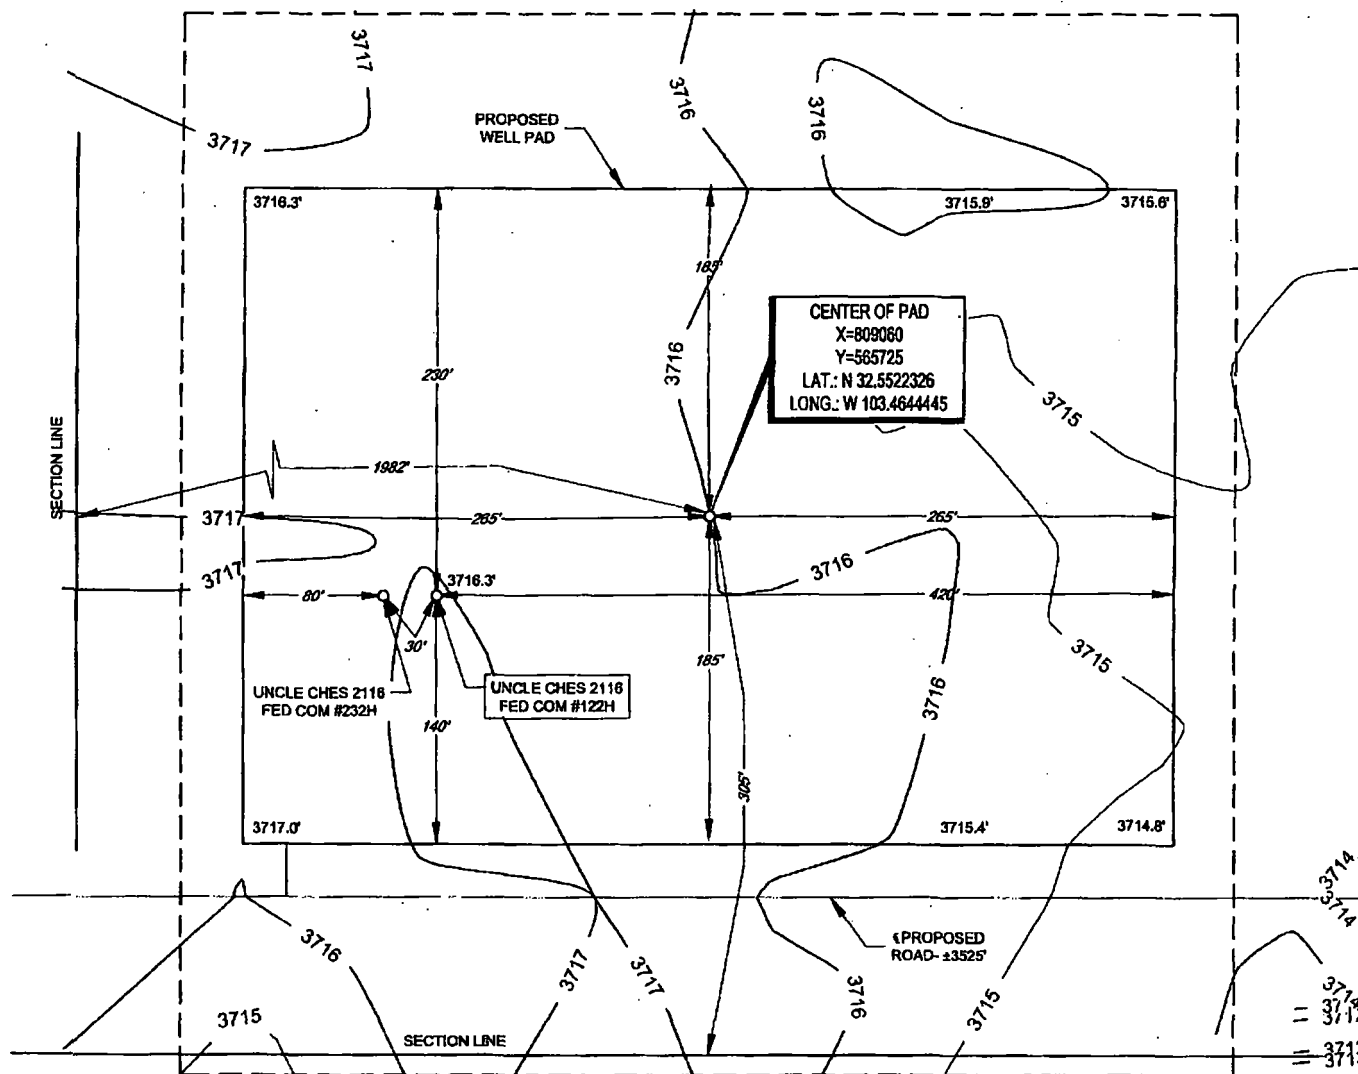 3717
3717
3716
3716
PROPOSED
WELL PAD
3716.3'
3715.9'
3715.6'
185'
CENTER OF PAD
X=809060
Y=565725
LAT.: N 32.5522326
LONG.: W 103.4644445
3716
230'
3715
SECTION LINE
1982'
3717
265'
265'
3717
3716.3'
3716
80'
420'
30'
185'
3715
UNCLE CHES 2116
FED COM #232H
UNCLE CHES 2116
FED COM #122H
3716
140'
305'
3717.0'
3715.4'
3714.8'
3714
3714
3716
PROPOSED
ROAD- ±3525'
3717
3717
3716
3715
3715
SECTION LINE